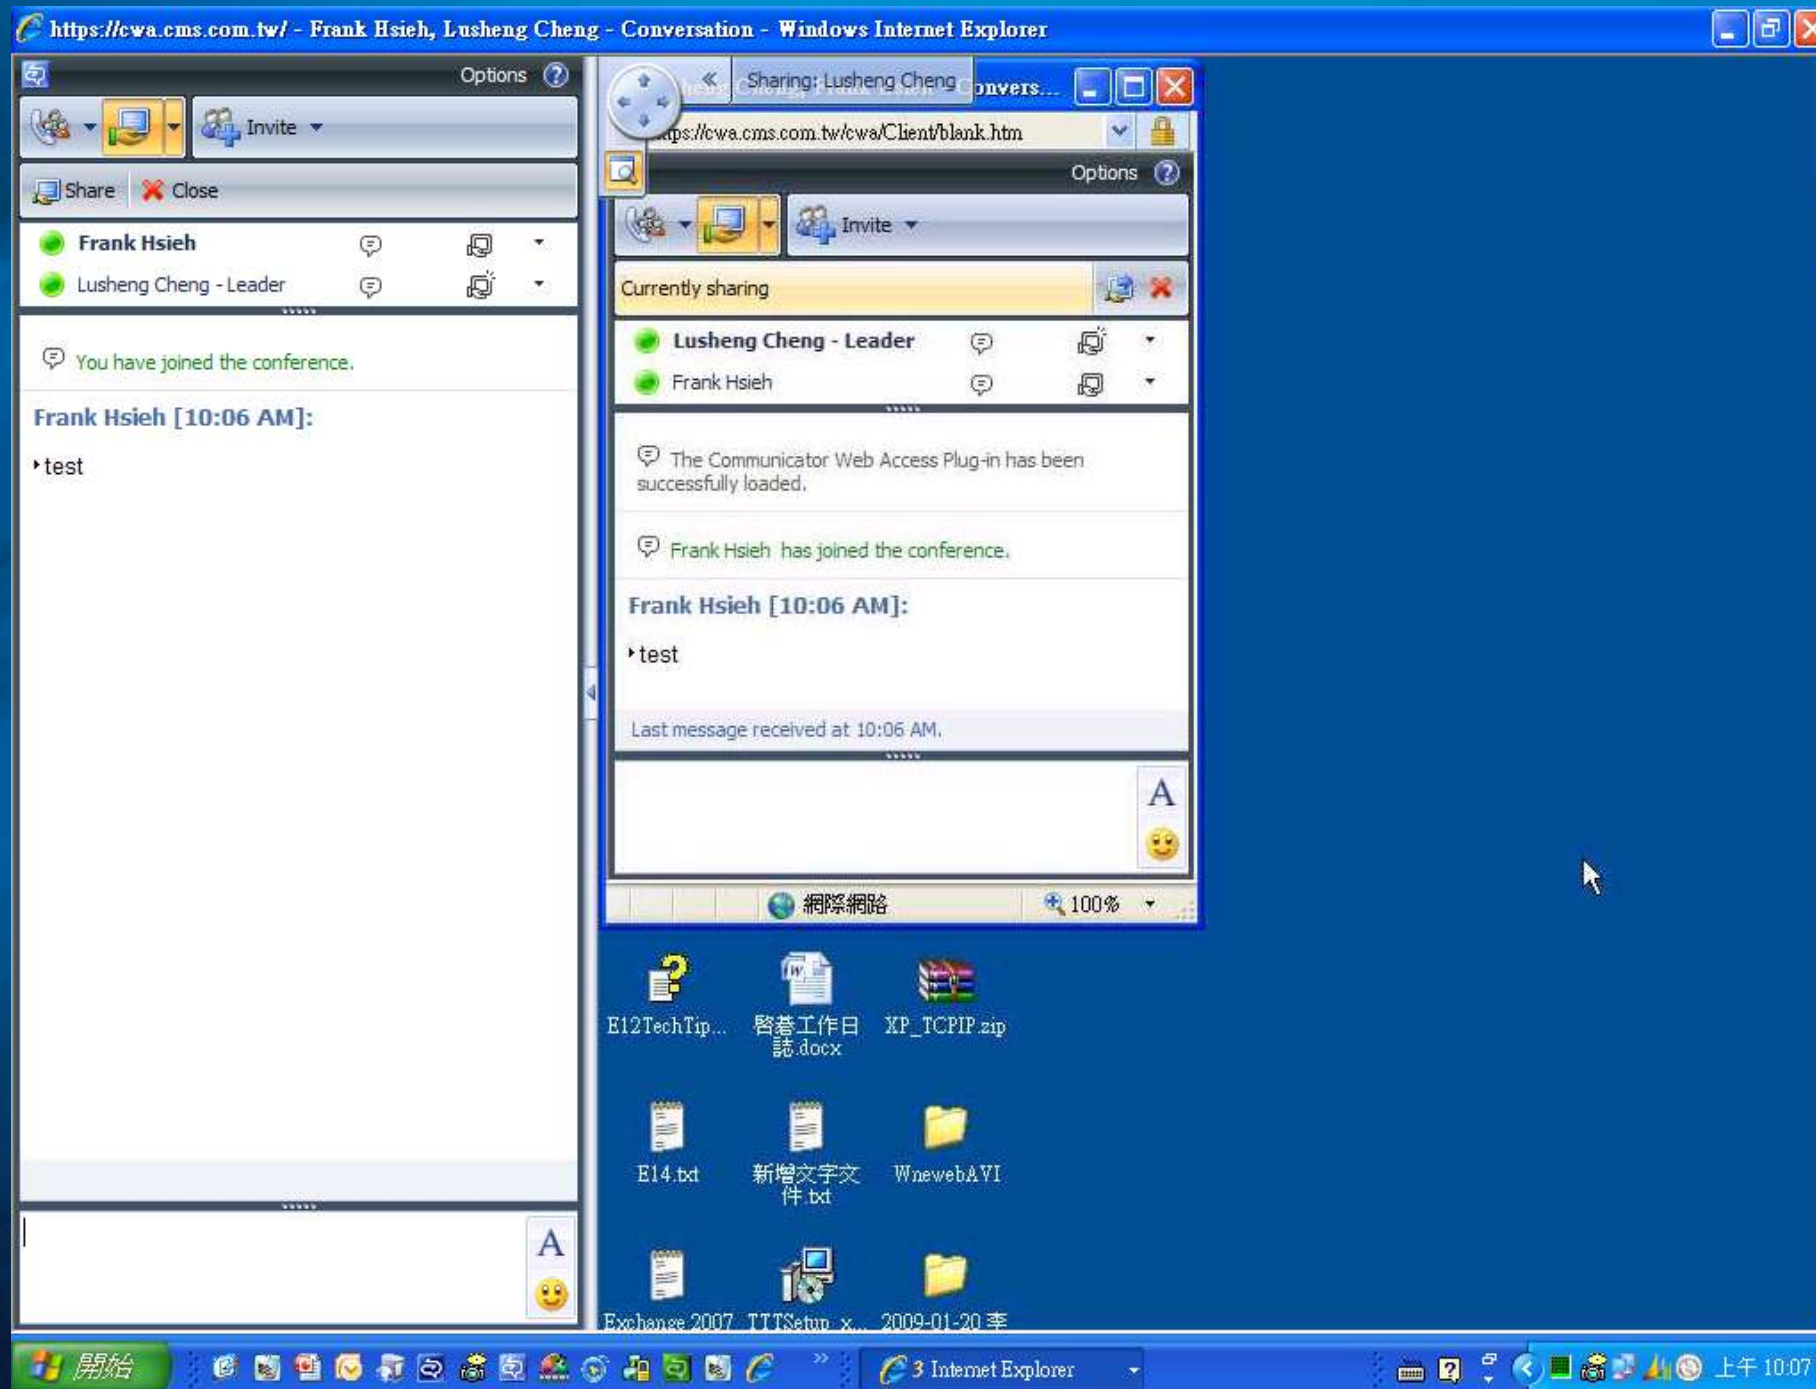 https://cwa.cms.com.tw/ - Frank Hsieh, Lusheng Cheng - Conversation - Windows Internet Explorer
Options
Invite
Share Close
Frank Hsieh
Lusheng Cheng - Leader
You have joined the conference.
Frank Hsieh [10:06 AM]:
test
A
Sharing: Lusheng Cheng
Convers...
https://cwa.cms.com.tw/cwa/Client/blank.htm
Options
Invite
Currently sharing
Lusheng Cheng - Leader
Frank Hsieh
The Communicator Web Access Plug-in has been
successfully loaded.
Frank Hsieh has joined the conference.
Frank Hsieh [10:06 AM]:
test
Last message received at 10:06 AM.
A
網際網路 100%
E12TechTip...
啓碁工作日
誌.docx
XP_TCPIP.zip
E14.txt
新增文字文
件.txt
WnewebAVI
Exchange 2007
TTTSetup_x...
2009-01-20 李
開始
3 Internet Explorer
上午 10:07